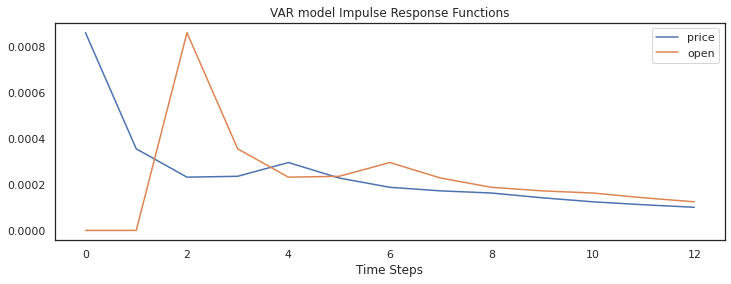 VAR model Impulse Response Functions
price
open
0.0008
0.0006
0.0004
0.0002
0.0000
0 2 4 6 8 10 12
Time Steps